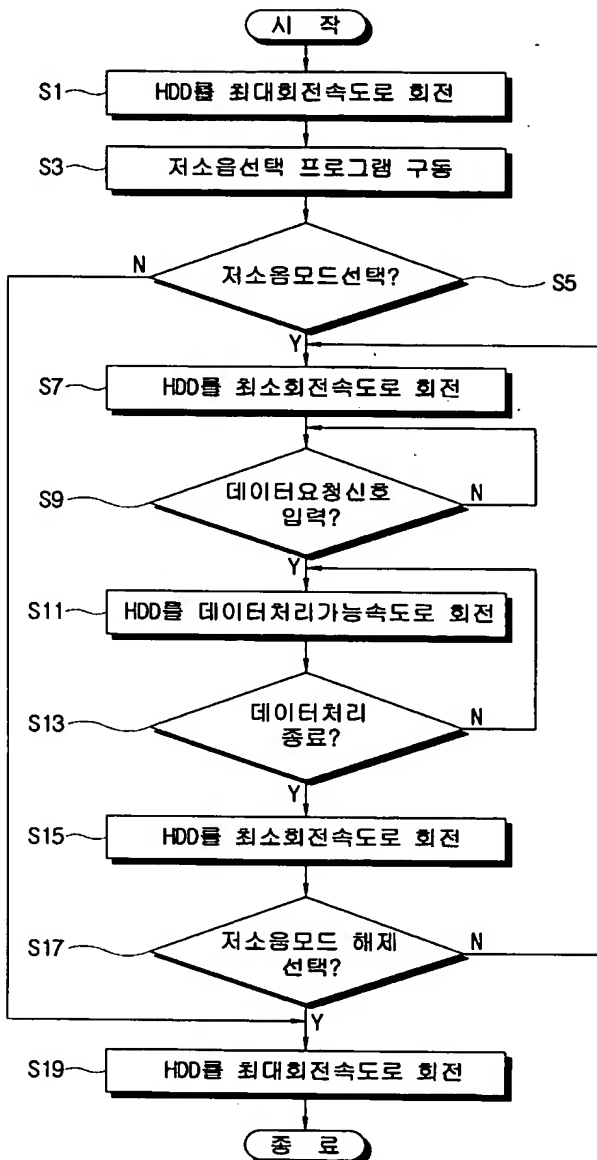 시 작
S1
HDD를 최대회전속도로 회전
S3
저소음선택 프로그램 구동
N
저소음모드선택?
S5
Y
S7
HDD를 최소회전속도로 회전
S9
데이터요청신호
입력?
N
Y
S11
HDD를 데이터처리가능속도로 회전
S13
데이터처리
종료?
N
Y
S15
HDD를 최소회전속도로 회전
S17
저소음모드 해제
선택?
N
Y
S19
HDD를 최대회전속도로 회전
종 료